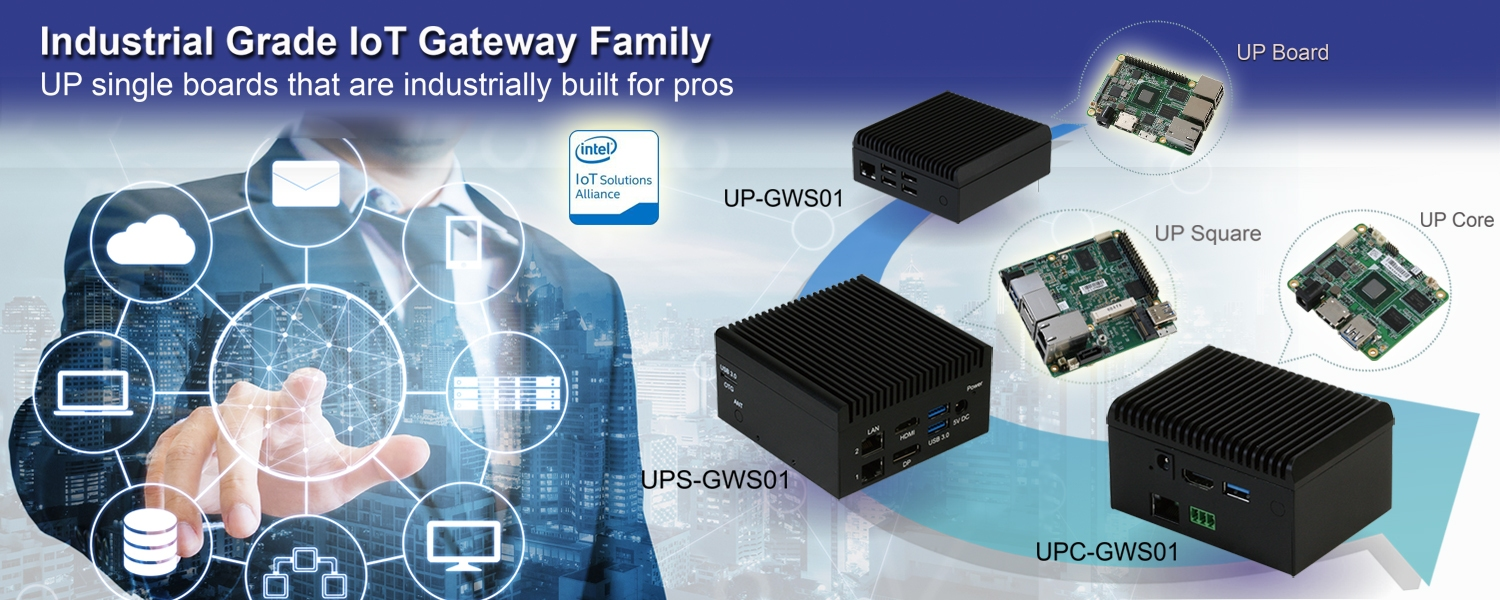 Industrial Grade IoT Gateway Family
UP single boards that are industrially built for pros
intel
IoT Solutions
Alliance
UP Board
UP-GWS01
UP Square
UP Core
USB 3.0
OTG
ANT
Power
5V DC
USB 3.0
HDMI
DP
LAN
2
1
UPS-GWS01
UPC-GWS01